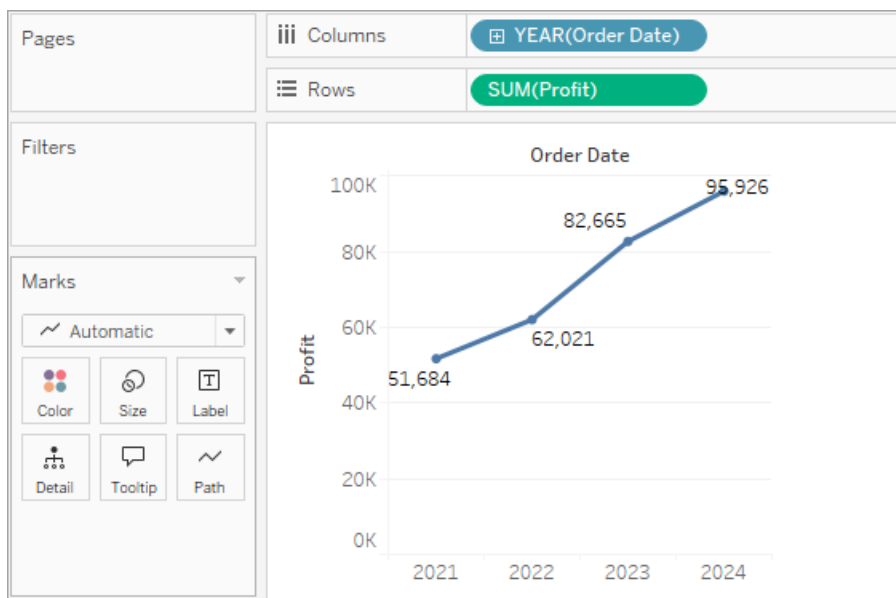 Pages
Columns
YEAR(Order Date)
Rows
SUM(Profit)
Filters
Marks
Automatic
Color
Size
Label
Detail
Tooltip
Path
Order Date
Profit
100K
80K
60K
40K
20K
0K
51,684
62,021
82,665
95,926
2021 2022 2023 2024